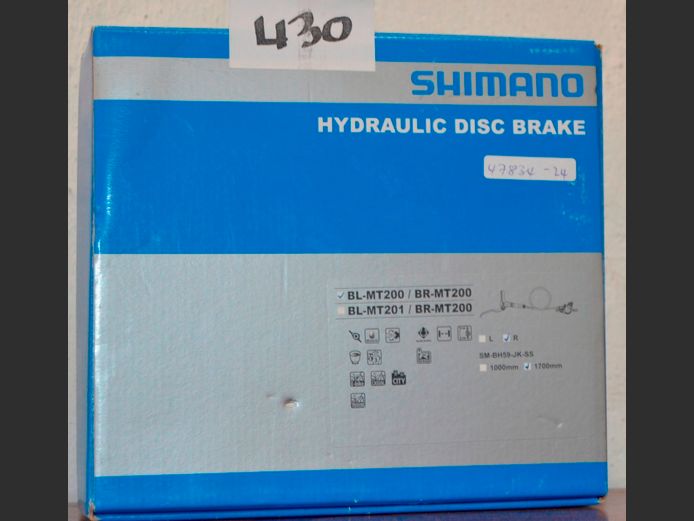 430
SHIMANO
HYDRAULIC DISC BRAKE
47834-24
BL-MT200 / BR-MT200
BL-MT201 / BR-MT200
L R
SM-BH59-JK-SS
1000mm 1700mm
CITY